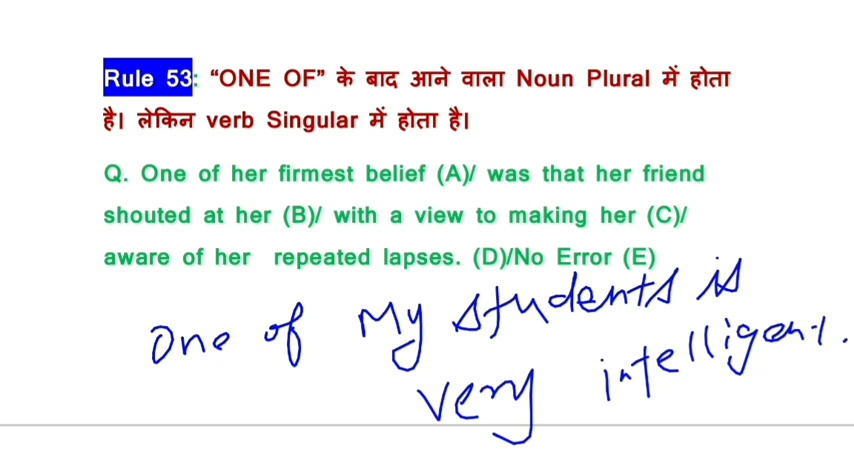 Rule 53: “ONE OF” के बाद आने वाला Noun Plural में होता
है। लेकिन verb Singular में होता है।
Q. One of her firmest belief (A)/ was that her friend
shouted at her (B)/ with a view to making her (C)/
aware of her repeated lapses. (D)/No Error (E)
One of My students is
very intelligent.